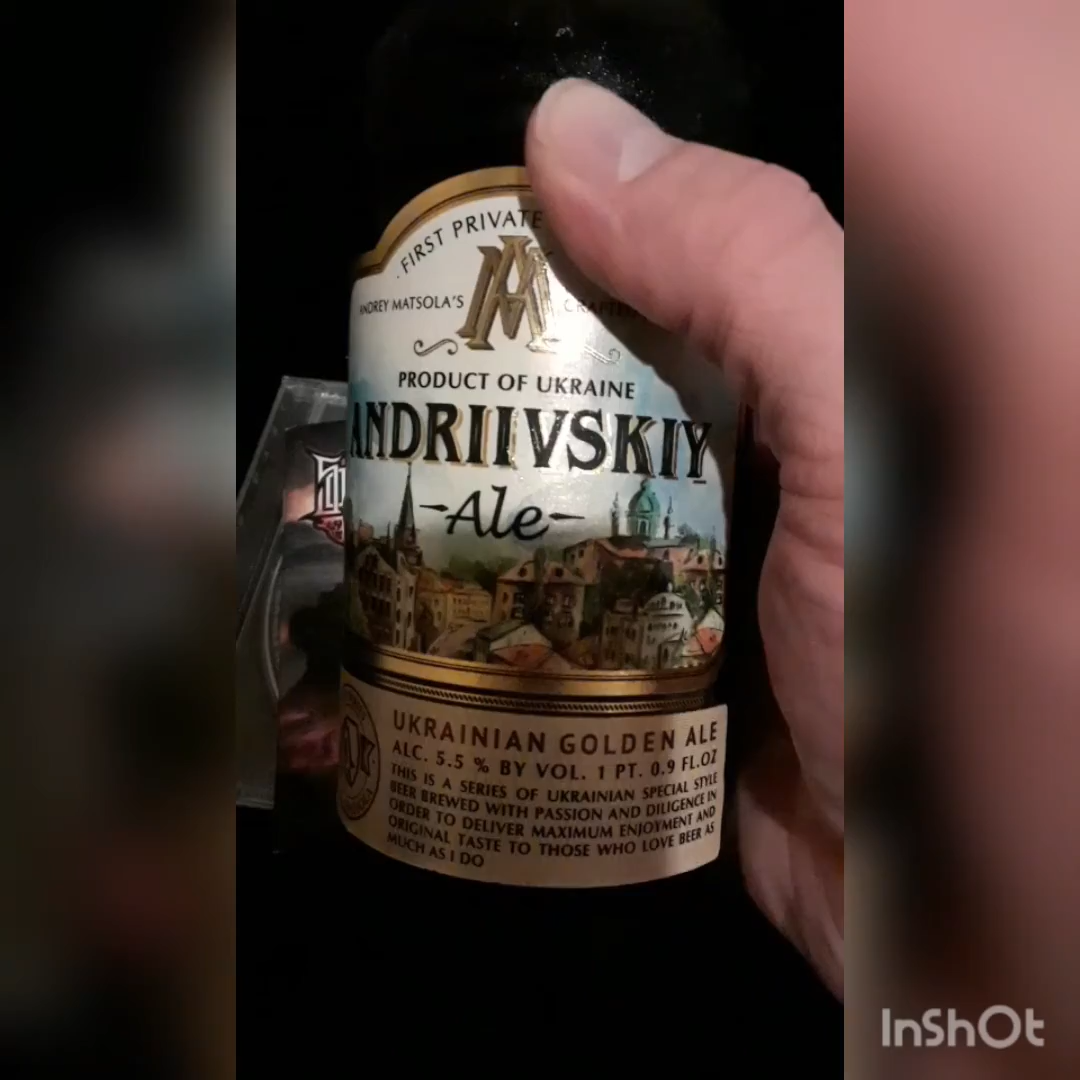 FIRST PRIVATE
ANDREY MATSOLA'S
PRODUCT OF UKRAINE
ANDRIIVSKIY
Ale
UKRAINIAN GOLDEN ALE
ALC. 5.5 % BY VOL. 1 PT. 0.9 FL.OZ
THIS IS A SERIES OF UKRAINIAN SPECIAL STYLE
BEER BREWED WITH PASSION AND DILIGENCE IN
ORDER TO DELIVER MAXIMUM ENJOYMENT AND
ORIGINAL TASTE TO THOSE WHO LOVE BEER AS
MUCH AS I DO
InShOt